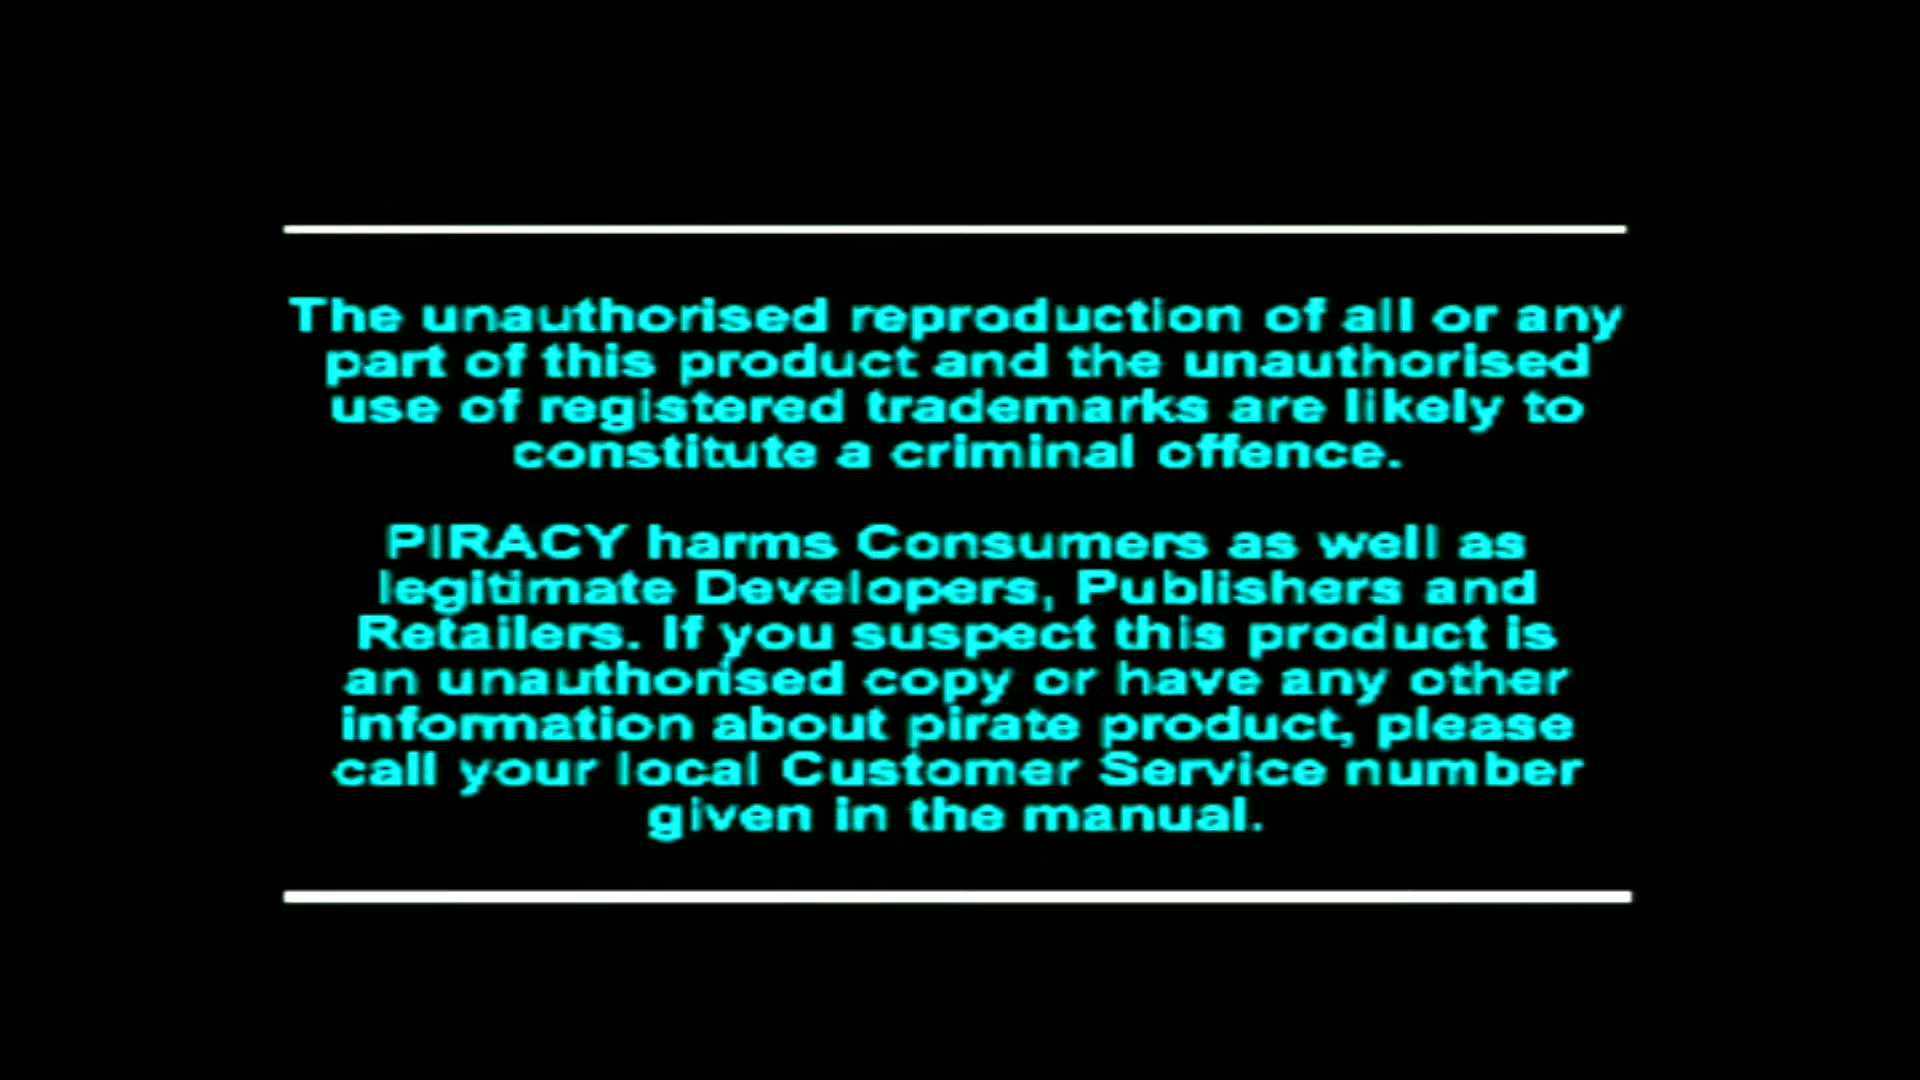 The unauthorised reproduction of all or any
part of this product and the unauthorised
use of registered trademarks are likely to
constitute a criminal offence.
PIRACY harms Consumers as well as
legitimate Developers, Publishers and
Retailers. If you suspect this product is
an unauthorised copy or have any other
information about pirate product, please
call your local Customer Service number
given in the manual.